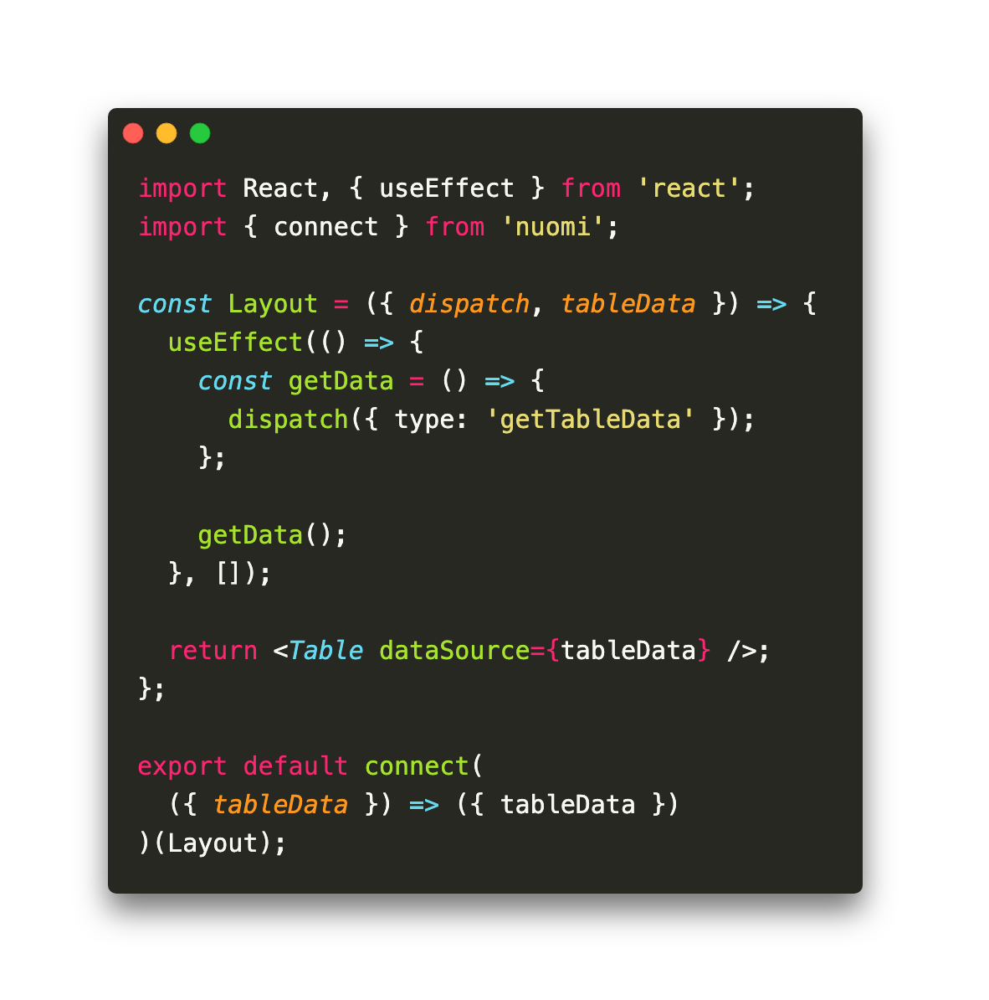 import React, { useEffect } from 'react';
import { connect } from 'nuomi';
const Layout = ({ dispatch, tableData }) => {
  useEffect(() => {
    const getData = () => {
      dispatch({ type: 'getTableData' });
    };
    getData();
  }, []);
  return <Table dataSource={tableData} />;
};
export default connect(
  ({ tableData }) => ({ tableData })
)(Layout);